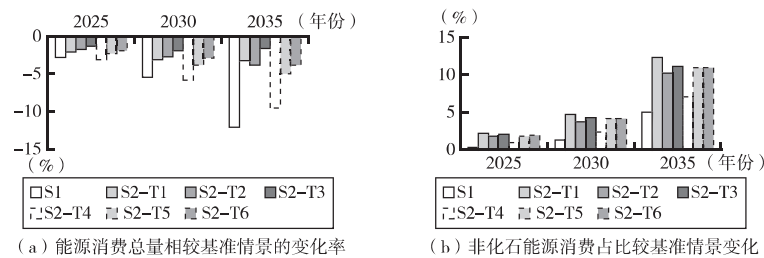 2025 2030 2035 （年份）
0
-5
-10
-15
（%）
S1 S2-T1 S2-T2 S2-T3
S2-T4 S2-T5 S2-T6
（a）能源消费总量相较基准情景的变化率
（%）
15
10
5
0
2025 2030 2035 （年份）
S1 S2-T1 S2-T2 S2-T3
S2-T4 S2-T5 S2-T6
（b）非化石能源消费占比较基准情景变化